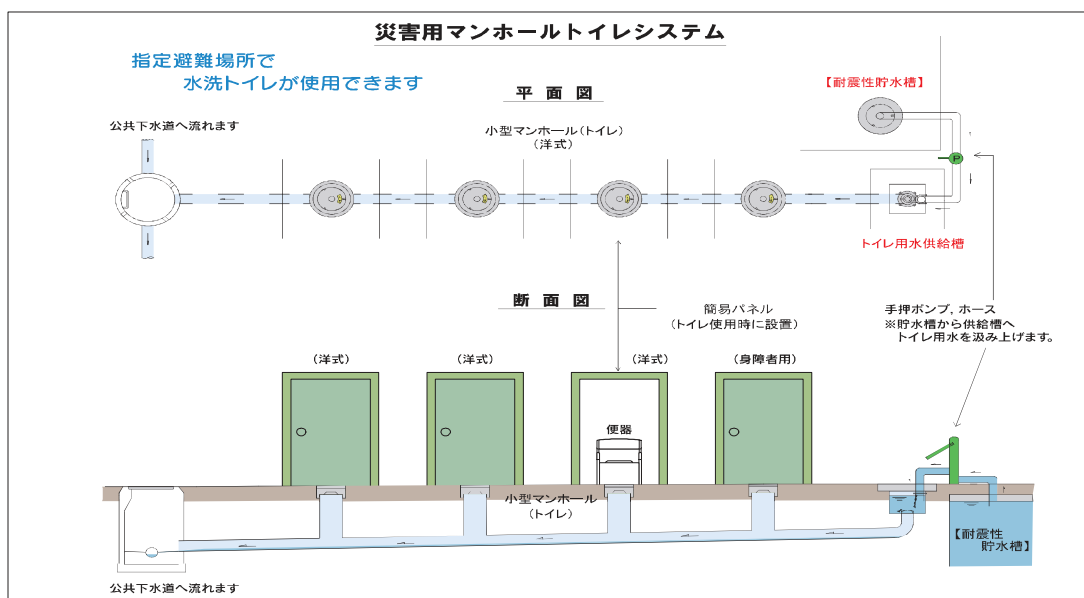 災害用マンホールトイレシステム
指定避難場所で
水洗トイレが使用できます
平面図
【耐震性貯水槽】
公共下水道へ流れます
小型マンホール(トイレ)
(洋式)
P
トイレ用水供給槽
断面図
簡易パネル
(トイレ使用時に設置)
手押ポンプ, ホース
※貯水槽から供給槽へ
トイレ用水を汲み上げます。
(洋式)
(洋式)
(洋式)
(身障者用)
便器
小型マンホール
(トイレ)
【耐震性
貯水槽】
公共下水道へ流れます